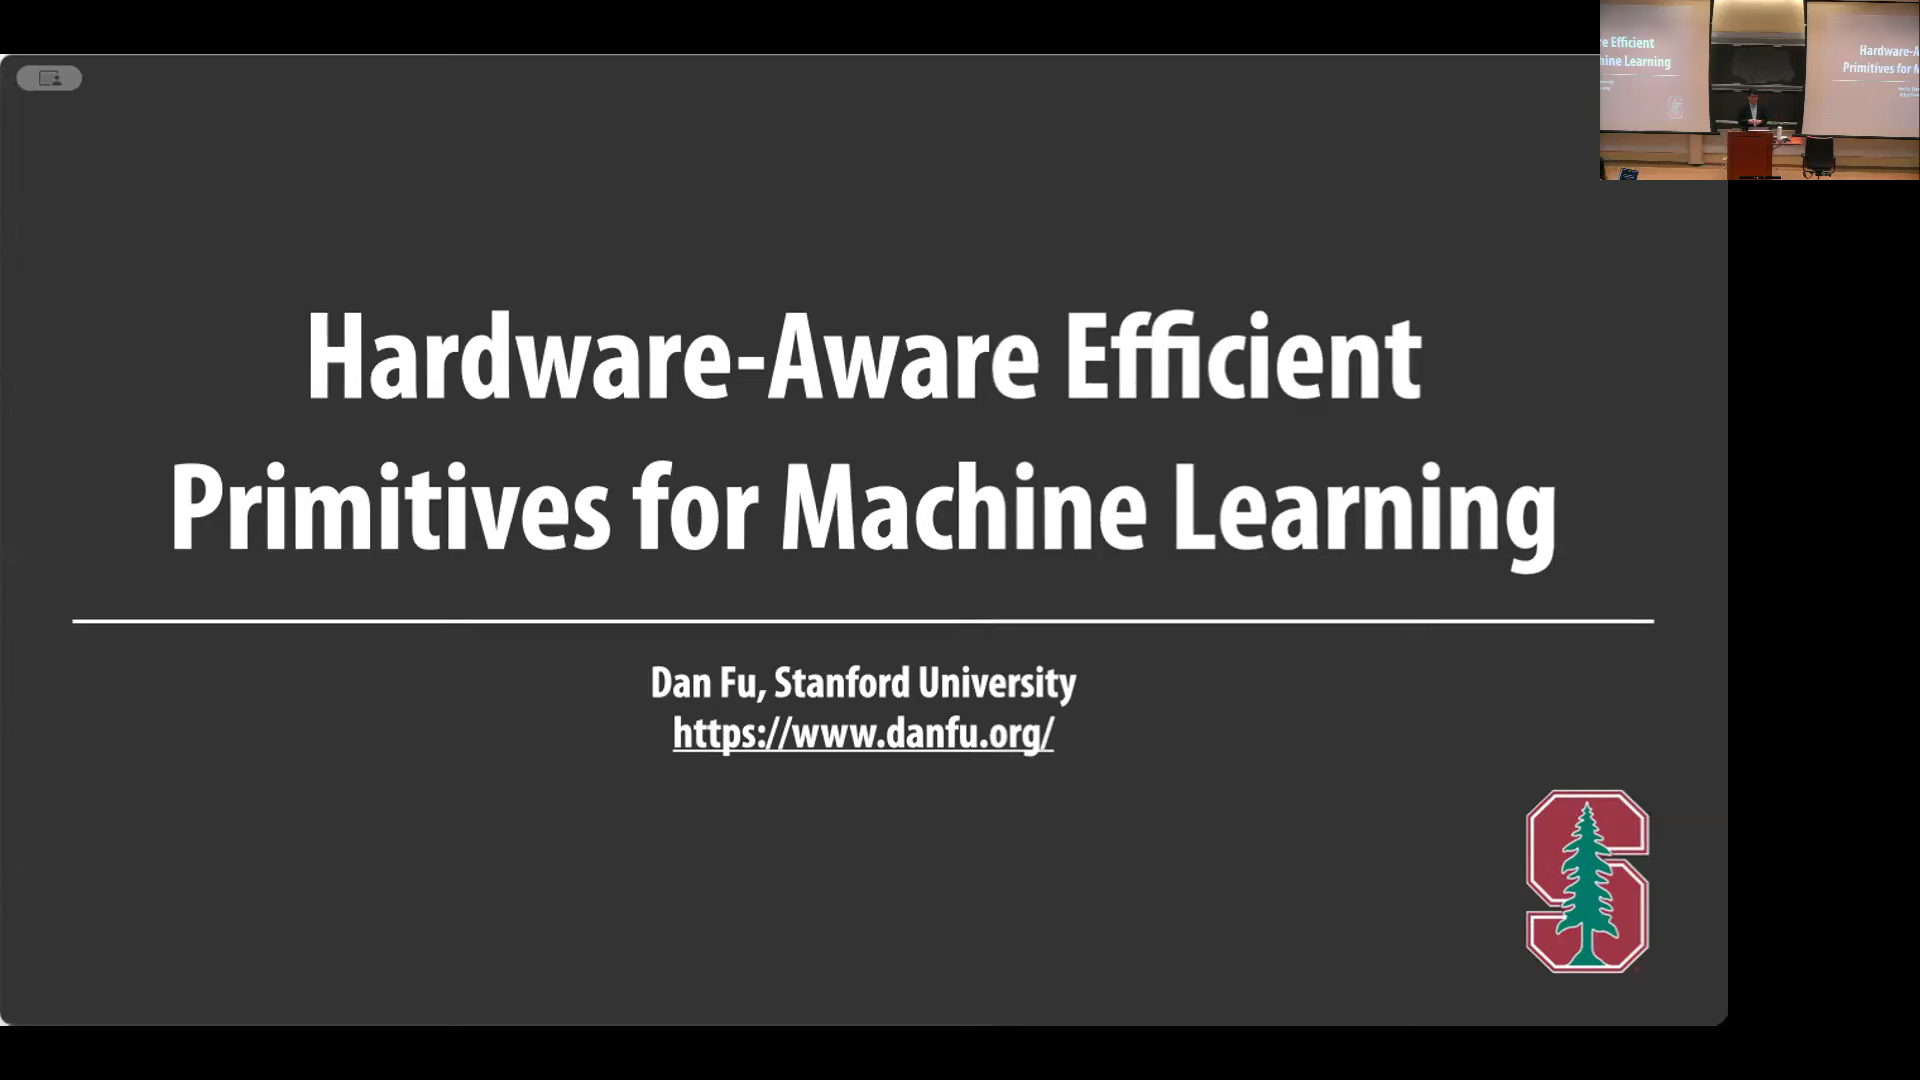 Hardware-Aware Efficient
Primitives for Machine Learning
Dan Fu, Stanford University
https://www.danfu.org/
re Efficient
hine Learning
Hardware-A
Primitives for M